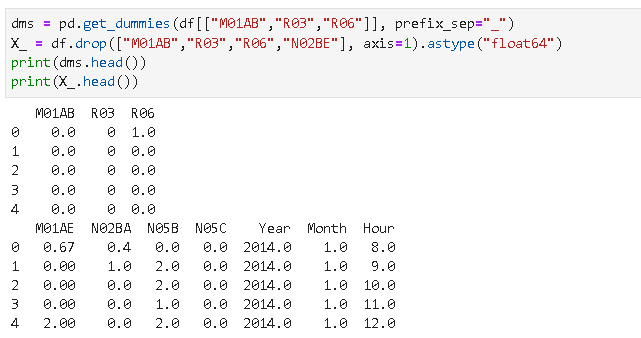 dms = pd.get_dummies(df[["M01AB","R03","R06"]], prefix_sep="_")
X_ = df.drop(["M01AB","R03","R06","N02BE"], axis=1).astype("float64")
print(dms.head())
print(X_.head())
   M01AB  R03  R06
0    0.0    0  1.0
1    0.0    0  0.0
2    0.0    0  0.0
3    0.0    0  0.0
4    0.0    0  0.0
   M01AE  N02BA  N05B  N05C    Year  Month  Hour
0   0.67    0.4   0.0   0.0  2014.0    1.0   8.0
1   0.00    1.0   2.0   0.0  2014.0    1.0   9.0
2   0.00    0.0   2.0   0.0  2014.0    1.0  10.0
3   0.00    0.0   1.0   0.0  2014.0    1.0  11.0
4   2.00    0.0   2.0   0.0  2014.0    1.0  12.0